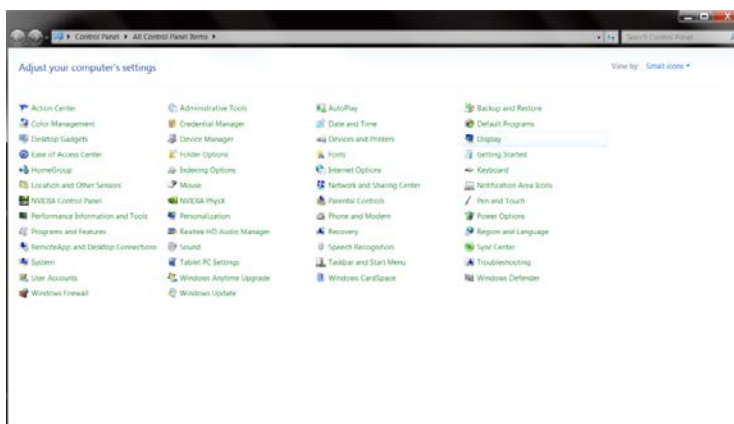 Control Panel ▸ All Control Panel Items ▸
Search Control Panel
Adjust your computer's settings
View by: Small icons
Action Center
Administrative Tools
AutoPlay
Backup and Restore
Color Management
Credential Manager
Date and Time
Default Programs
Desktop Gadgets
Device Manager
Devices and Printers
Display
Ease of Access Center
Folder Options
Fonts
Getting Started
HomeGroup
Indexing Options
Internet Options
Keyboard
Location and Other Sensors
Mouse
Network and Sharing Center
Notification Area Icons
NVIDIA Control Panel
NVIDIA PhysX
Parental Controls
Pen and Touch
Performance Information and Tools
Personalization
Phone and Modem
Power Options
Programs and Features
Realtek HD Audio Manager
Recovery
Region and Language
RemoteApp and Desktop Connections
Sound
Speech Recognition
Sync Center
System
Tablet PC Settings
Taskbar and Start Menu
Troubleshooting
User Accounts
Windows Anytime Upgrade
Windows CardSpace
Windows Defender
Windows Firewall
Windows Update